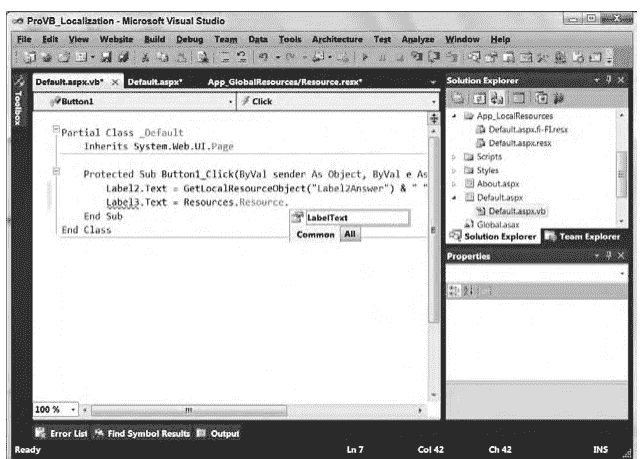 ProVB_Localization - Microsoft Visual Studio
File Edit View Website Build Debug Team Data Tools Architecture Test Analyze Window Help
Default.aspx.vb* Default.aspx* App_GlobalResources/Resource.resx*
Toolbox
Button1
Click
Partial Class _Default
Inherits System.Web.UI.Page
Protected Sub Button1_Click(ByVal sender As Object, ByVal e As
Label2.Text = GetLocalResourceObject("Label2Answer") & " "
Label3.Text = Resources.Resource.
End Sub
End Class
LabelText
Common All
100 %
Solution Explorer
App_LocalResources
Default.aspx.fi-FI.resx
Default.aspx.resx
Scripts
Styles
About.aspx
Default.aspx
Default.aspx.vb
Global.asax
Solution Explorer Team Explorer
Properties
Error List Find Symbol Results Output
Ready Ln 7 Col 42 Ch 42 INS